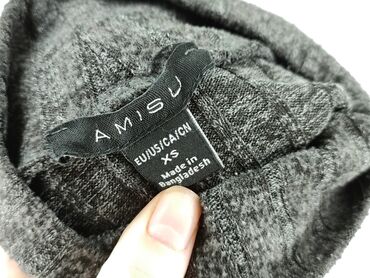 AMISU
EU/US/CA/CN
XS
Made in
Bangladesh